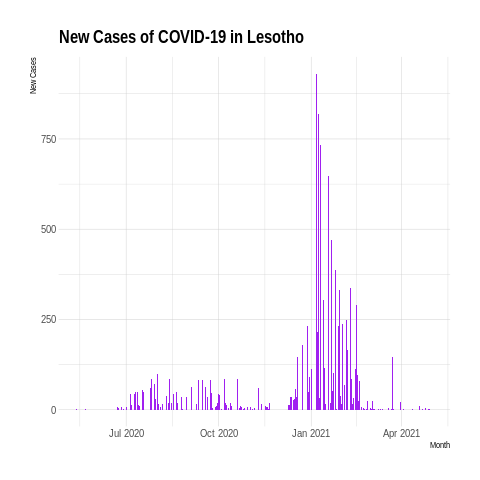 New Cases of COVID-19 in Lesotho
New Cases
750
500
250
0
Jul 2020 Oct 2020 Jan 2021 Apr 2021
Month